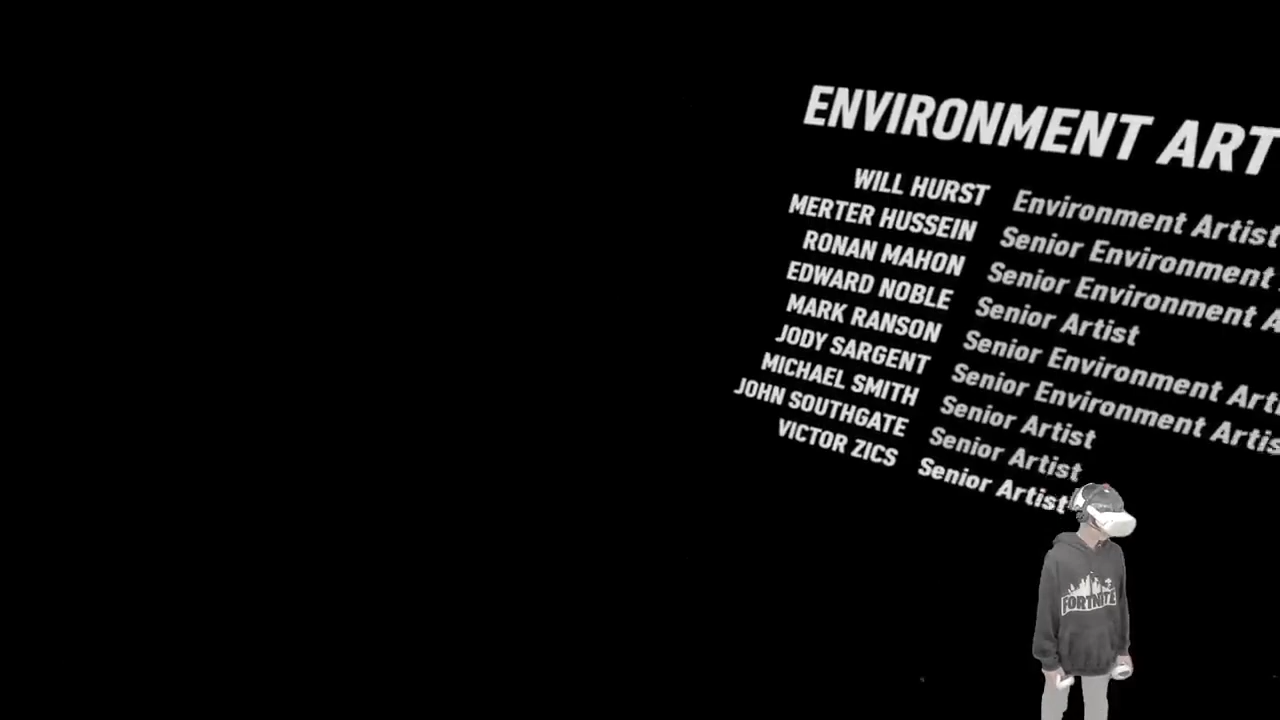 ENVIRONMENT ART
WILL HURST Environment Artist
MERTER HUSSEIN Senior Environment
RONAN MAHON Senior Environment A
EDWARD NOBLE Senior Artist
MARK RANSON Senior Environment Arti
JODY SARGENT Senior Environment Artis
MICHAEL SMITH Senior Artist
JOHN SOUTHGATE Senior Artist
VICTOR ZICS Senior Artist
FORTNITE